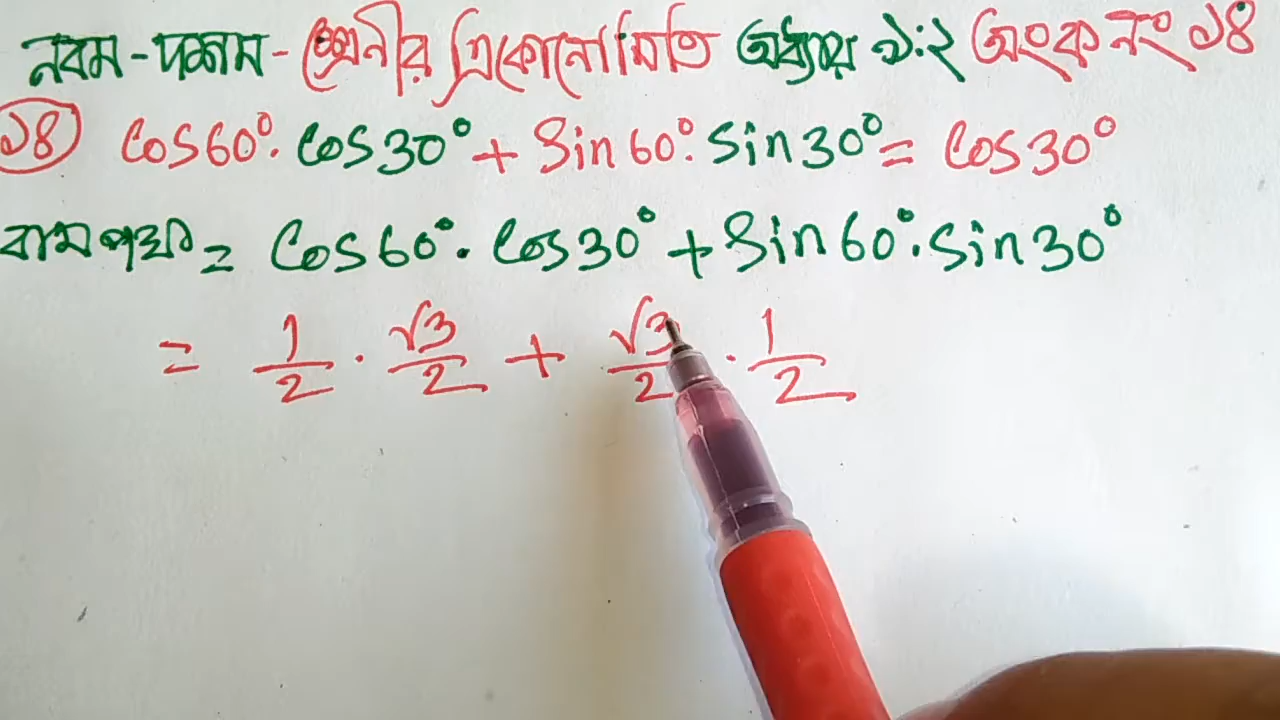 নবম-দশম-শ্রেনীর ত্রিকোনোমিতি অধ্যায় ৯:২ অংক নং ১৪
১৪ cos60°. cos30° + Sin60°. sin30° = cos30°
বামপক্ষ = cos60°. cos30° + Sin60°. sin30°
= 1/2 . √3/2 + √3/2 . 1/2